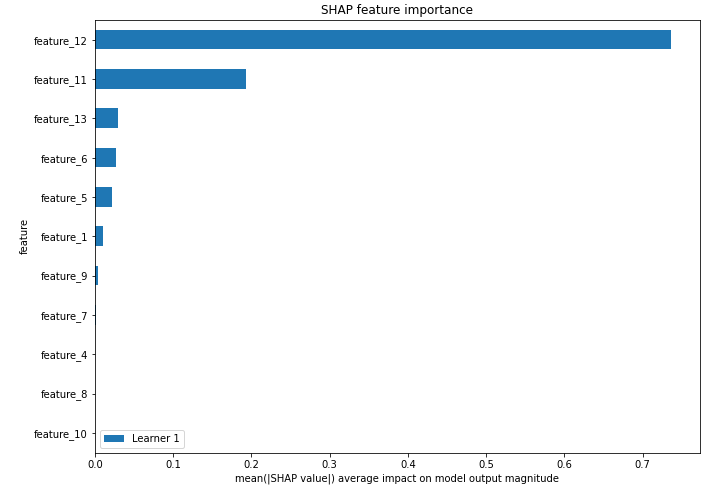 SHAP feature importance
feature_12
feature_11
feature_13
feature_6
feature_5
feature_1
feature_9
feature_7
feature_4
feature_8
feature_10
feature
Learner 1
0.0 0.1 0.2 0.3 0.4 0.5 0.6 0.7
mean(|SHAP value|) average impact on model output magnitude